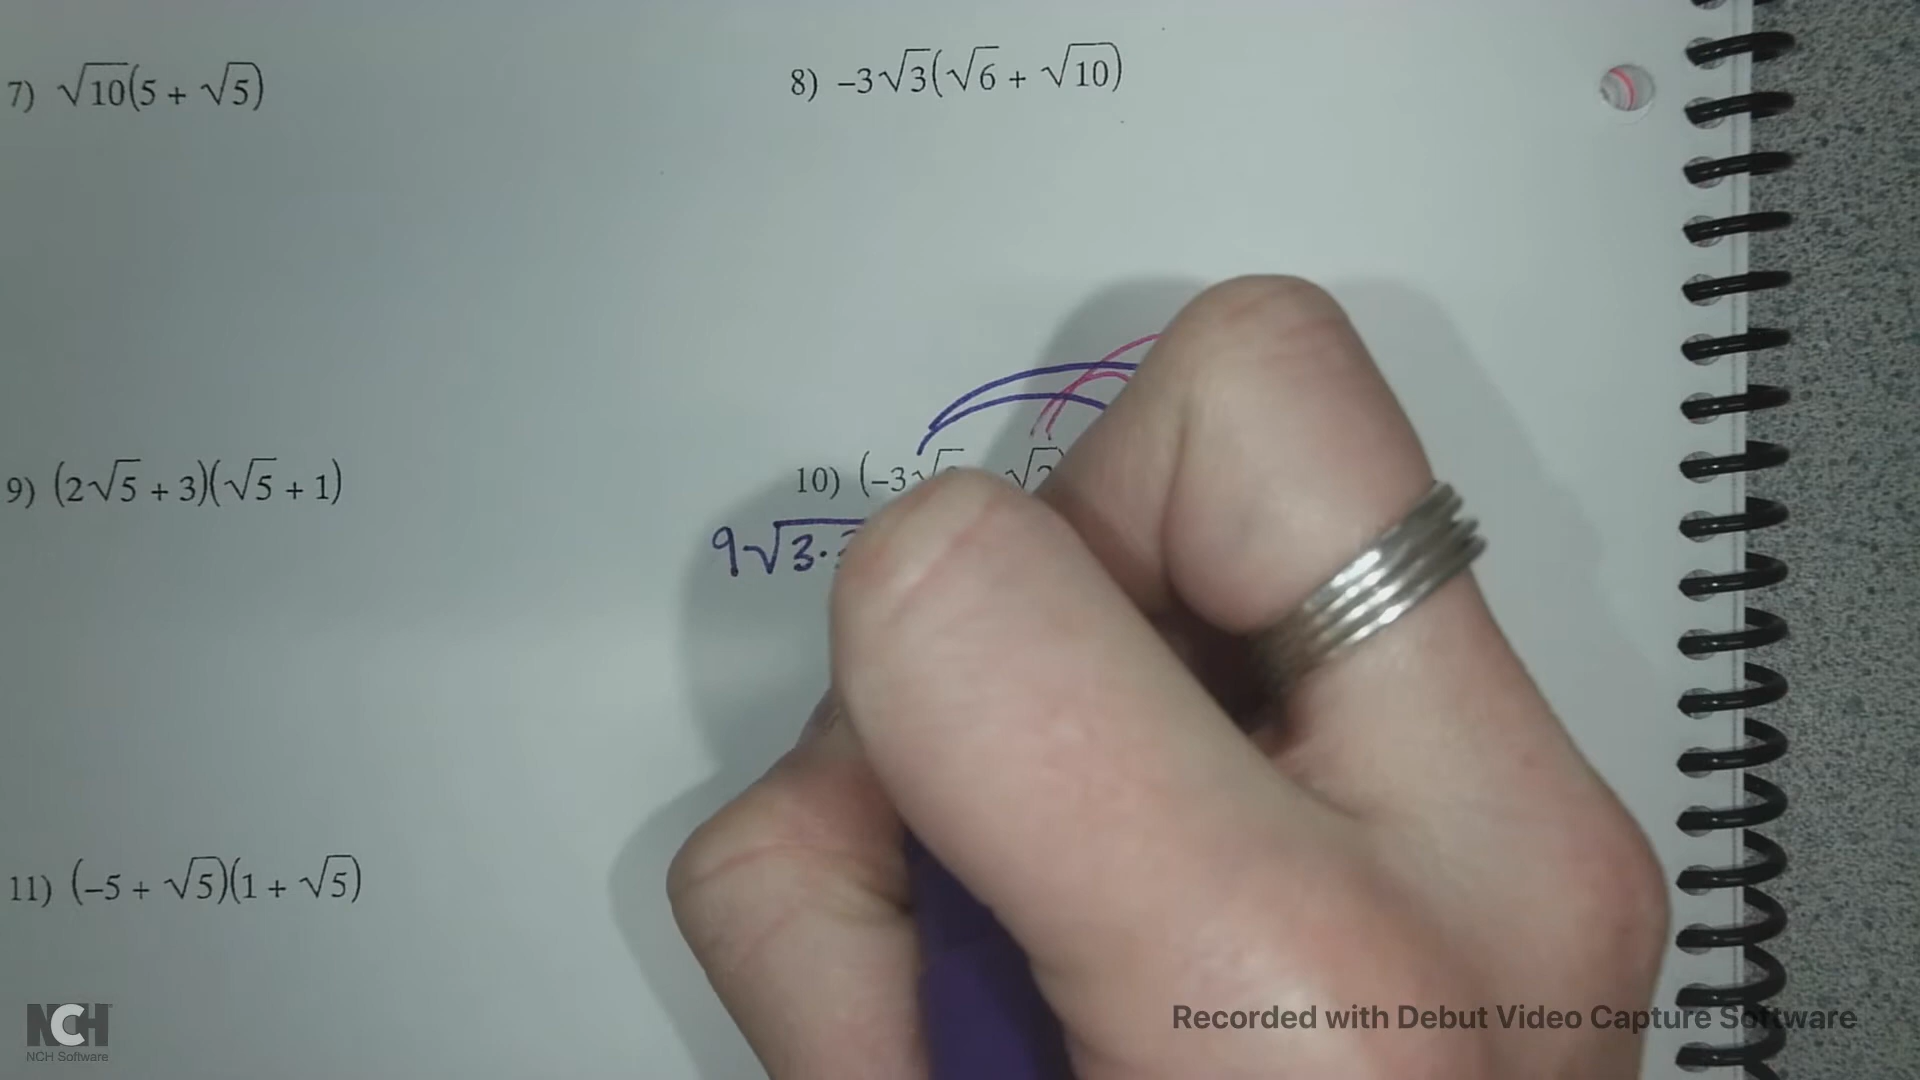 7) √10(5 + √5)
8) −3√3(√6 + √10)
9) (2√5 + 3)(√5 + 1)
10) (−3√ √
9√3·
11) (−5 + √5)(1 + √5)
NCH
NCH Software
Recorded with Debut Video Capture Software